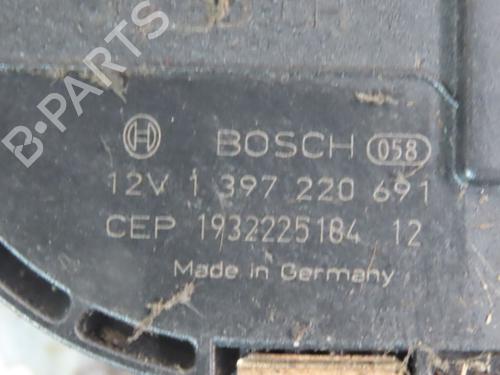 BOSCH 058
12V 1 397 220 691
CEP 1932225184 12
Made in Germany
B-PARTS